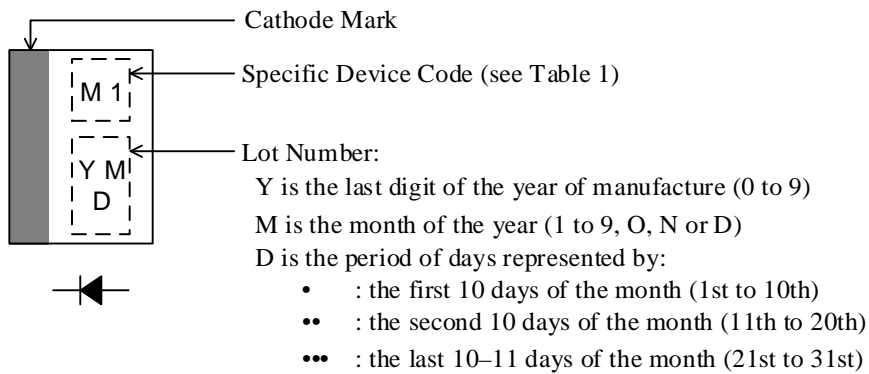 Cathode Mark
Specific Device Code (see Table 1)
M 1
Lot Number:
Y M
D
Y is the last digit of the year of manufacture (0 to 9)
M is the month of the year (1 to 9, O, N or D)
D is the period of days represented by:
• : the first 10 days of the month (1st to 10th)
•• : the second 10 days of the month (11th to 20th)
••• : the last 10–11 days of the month (21st to 31st)